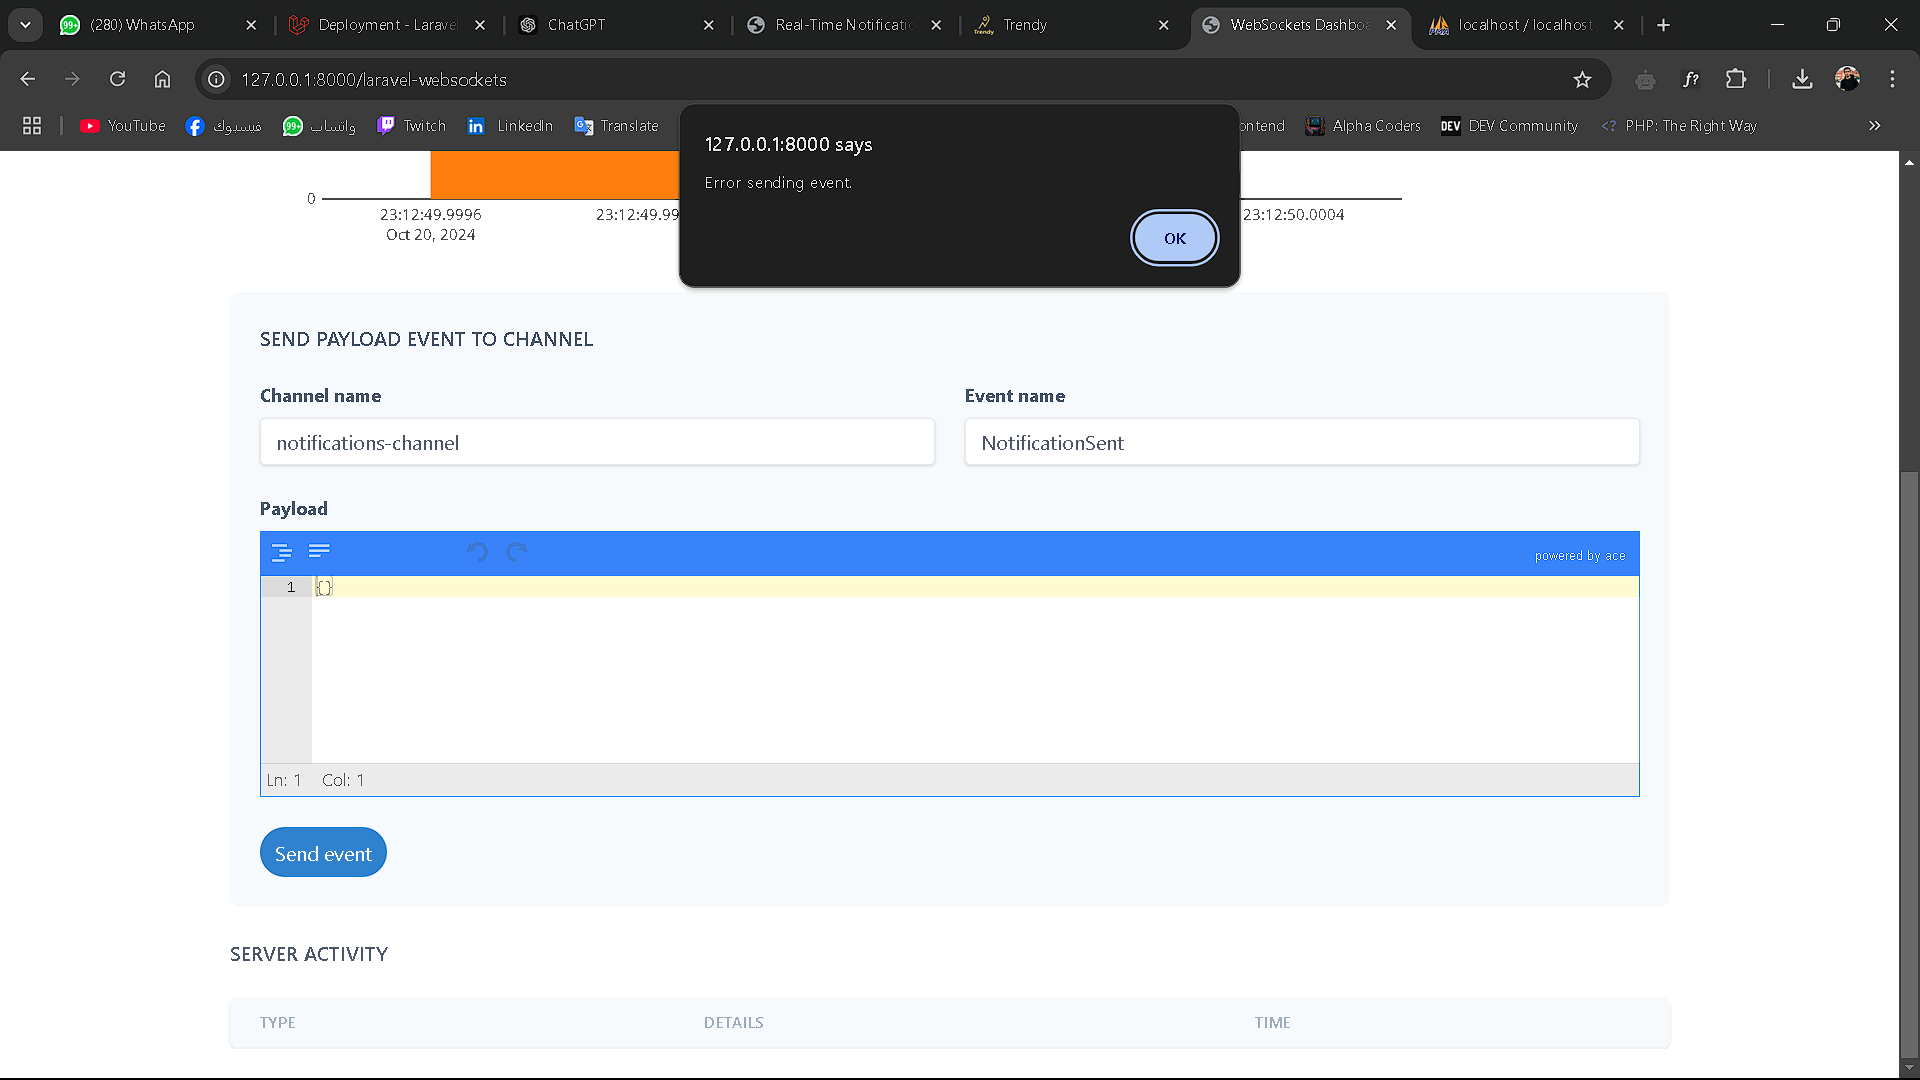 (280) WhatsApp
Deployment - Larave
ChatGPT
Real-Time Notificatio
Trendy
WebSockets Dashboa
localhost / localhost
127.0.0.1:8000/laravel-websockets
YouTube
فيسبوك
99+
واتساب
Twitch
LinkedIn
Translate
ontend
Alpha Coders
DEV
DEV Community
PHP: The Right Way
127.0.0.1:8000 says
Error sending event.
OK
0
23:12:49.9996
Oct 20, 2024
23:12:49.99
23:12:50.0004
SEND PAYLOAD EVENT TO CHANNEL
Channel name
Event name
notifications-channel
NotificationSent
Payload
powered by ace
1
{}
Ln: 1
Col: 1
Send event
SERVER ACTIVITY
TYPE
DETAILS
TIME